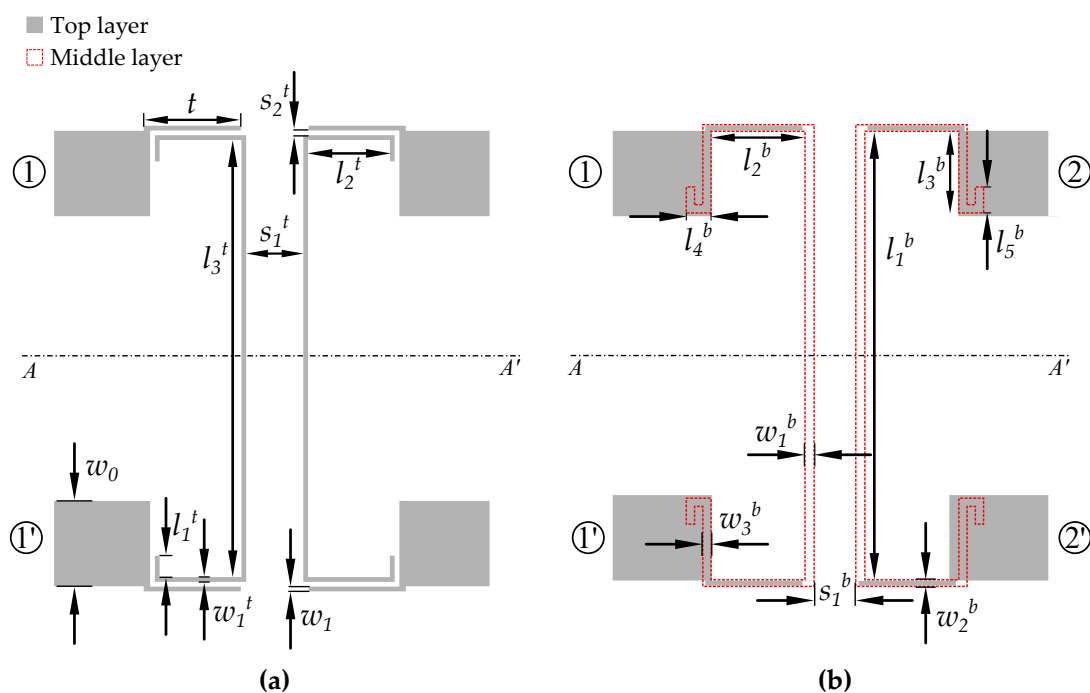 Top layer
Middle layer
t
s₂ᵗ
①
l₂ᵗ
s₁ᵗ
l₃ᵗ
A
A'
w₀
①'
l₁ᵗ
w₁ᵗ
w₁
(a)
①
②
l₂ᵇ
l₃ᵇ
l₄ᵇ
l₅ᵇ
l₁ᵇ
A
A'
w₁ᵇ
①'
②'
w₃ᵇ
s₁ᵇ
w₂ᵇ
(b)